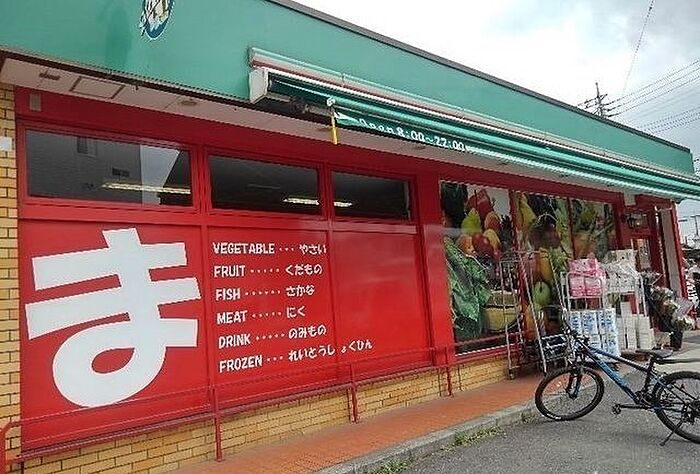 Open 8:00~22:00
ま
VEGETABLE ・・・ やさい
FRUIT ・・・・・ くだもの
FISH ・・・・・ さかな
MEAT ・・・・・ にく
DRINK ・・・・・ のみもの
FROZEN ・・・ れいとうしょくひん